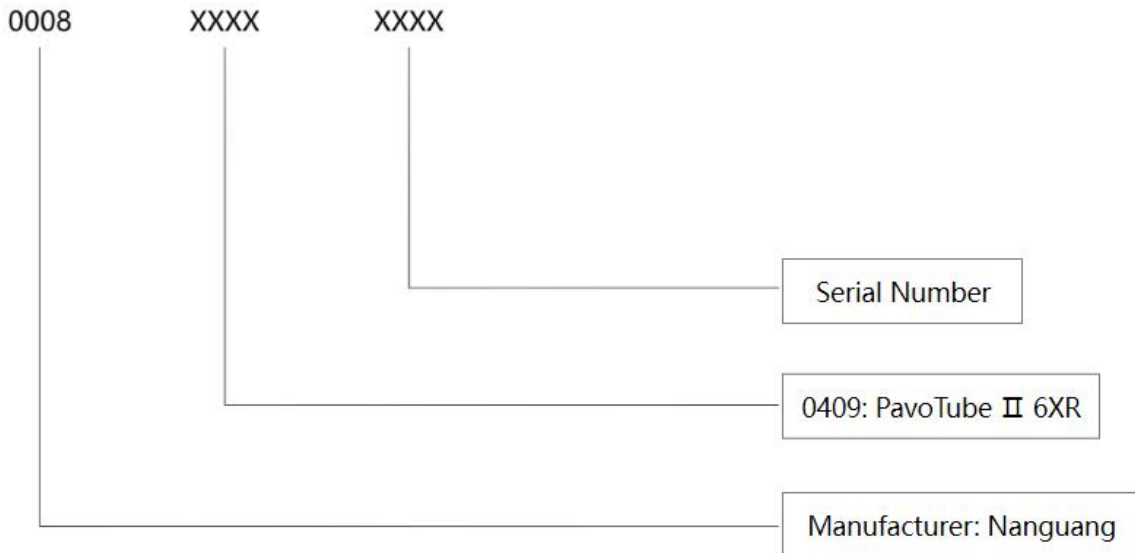 0008 XXXX XXXX
Serial Number
0409: PavoTube Ⅱ 6XR
Manufacturer: Nanguang